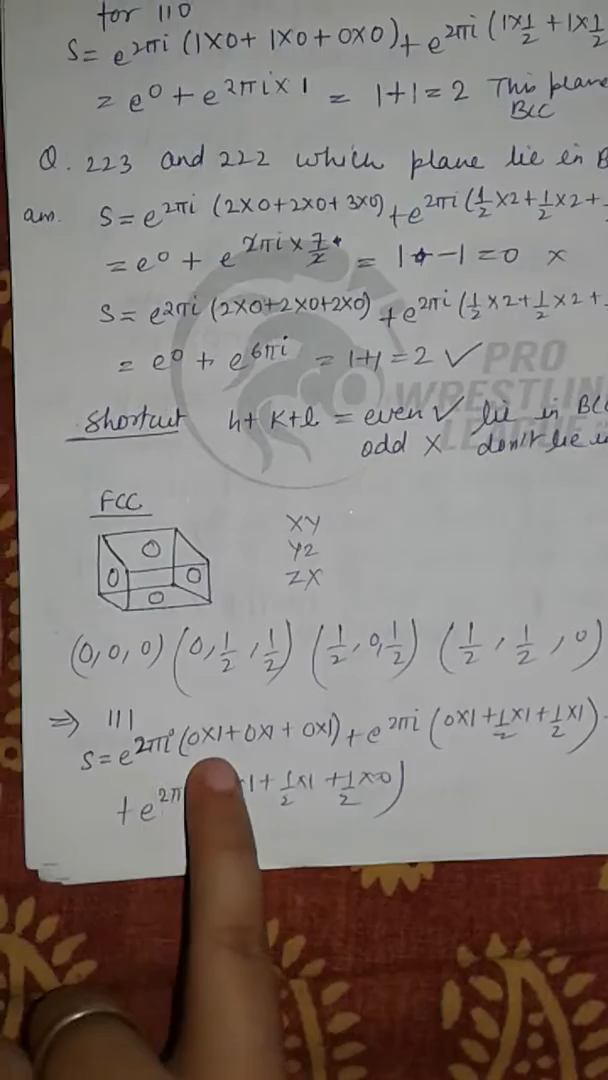 for 110
S= e^2πi (1×0+ 1×0+0×0)+ e^2πi (1×1/2 +1×1/2
= e^0 + e^2πi×1 = 1+1=2 This plane
BCC
Q. 223 and 222 which plane lie in B
am. S= e^2πi (2×0+2×0+3×0)+e^2πi(1/2×2+1/2×2+
= e^0 + e^2πi×7/2 = 1+-1=0 ×
S= e^2πi (2×0+2×0+2×0) +e^2πi (1/2×2+1/2×2+
= e^0 + e^6πi = 1+1=2 ✓
PRO
WRESTLIN
LEAGUE
Shortcut h+K+l = even ✓ lie in BCC
odd X don't lie i
FCC
XY
YZ
ZX
(0,0,0) (0,1/2,1/2) (1/2,0,1/2) (1/2,1/2,0)
⇒ 111
S= e^2πi (0×1+0×1+0×1)+e^2πi (0×1+1/2×1+1/2×1)
+e^2π ×1+1/2×1+1/2×0)